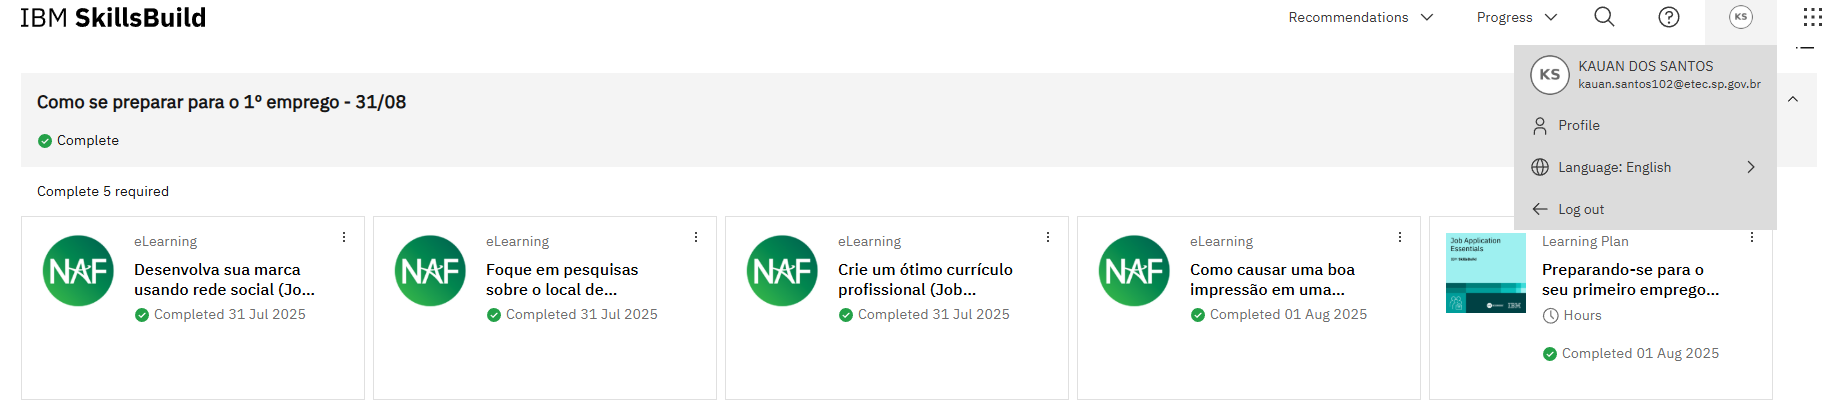 IBM SkillsBuild
Recommendations
Progress
KS
KS
KAUAN DOS SANTOS
kauan.santos102@etec.sp.gov.br
Profile
Language: English
Log out
Como se preparar para o 1º emprego - 31/08
Complete
Complete 5 required
NAF
eLearning
Desenvolva sua marca
usando rede social (Jo...
Completed 31 Jul 2025
NAF
eLearning
Foque em pesquisas
sobre o local de...
Completed 31 Jul 2025
NAF
eLearning
Crie um ótimo currículo
profissional (Job...
Completed 31 Jul 2025
NAF
eLearning
Como causar uma boa
impressão em uma...
Completed 01 Aug 2025
Job Application
Essentials
IBM SkillsBuild
IBM
Learning Plan
Preparando-se para o
seu primeiro emprego...
Hours
Completed 01 Aug 2025